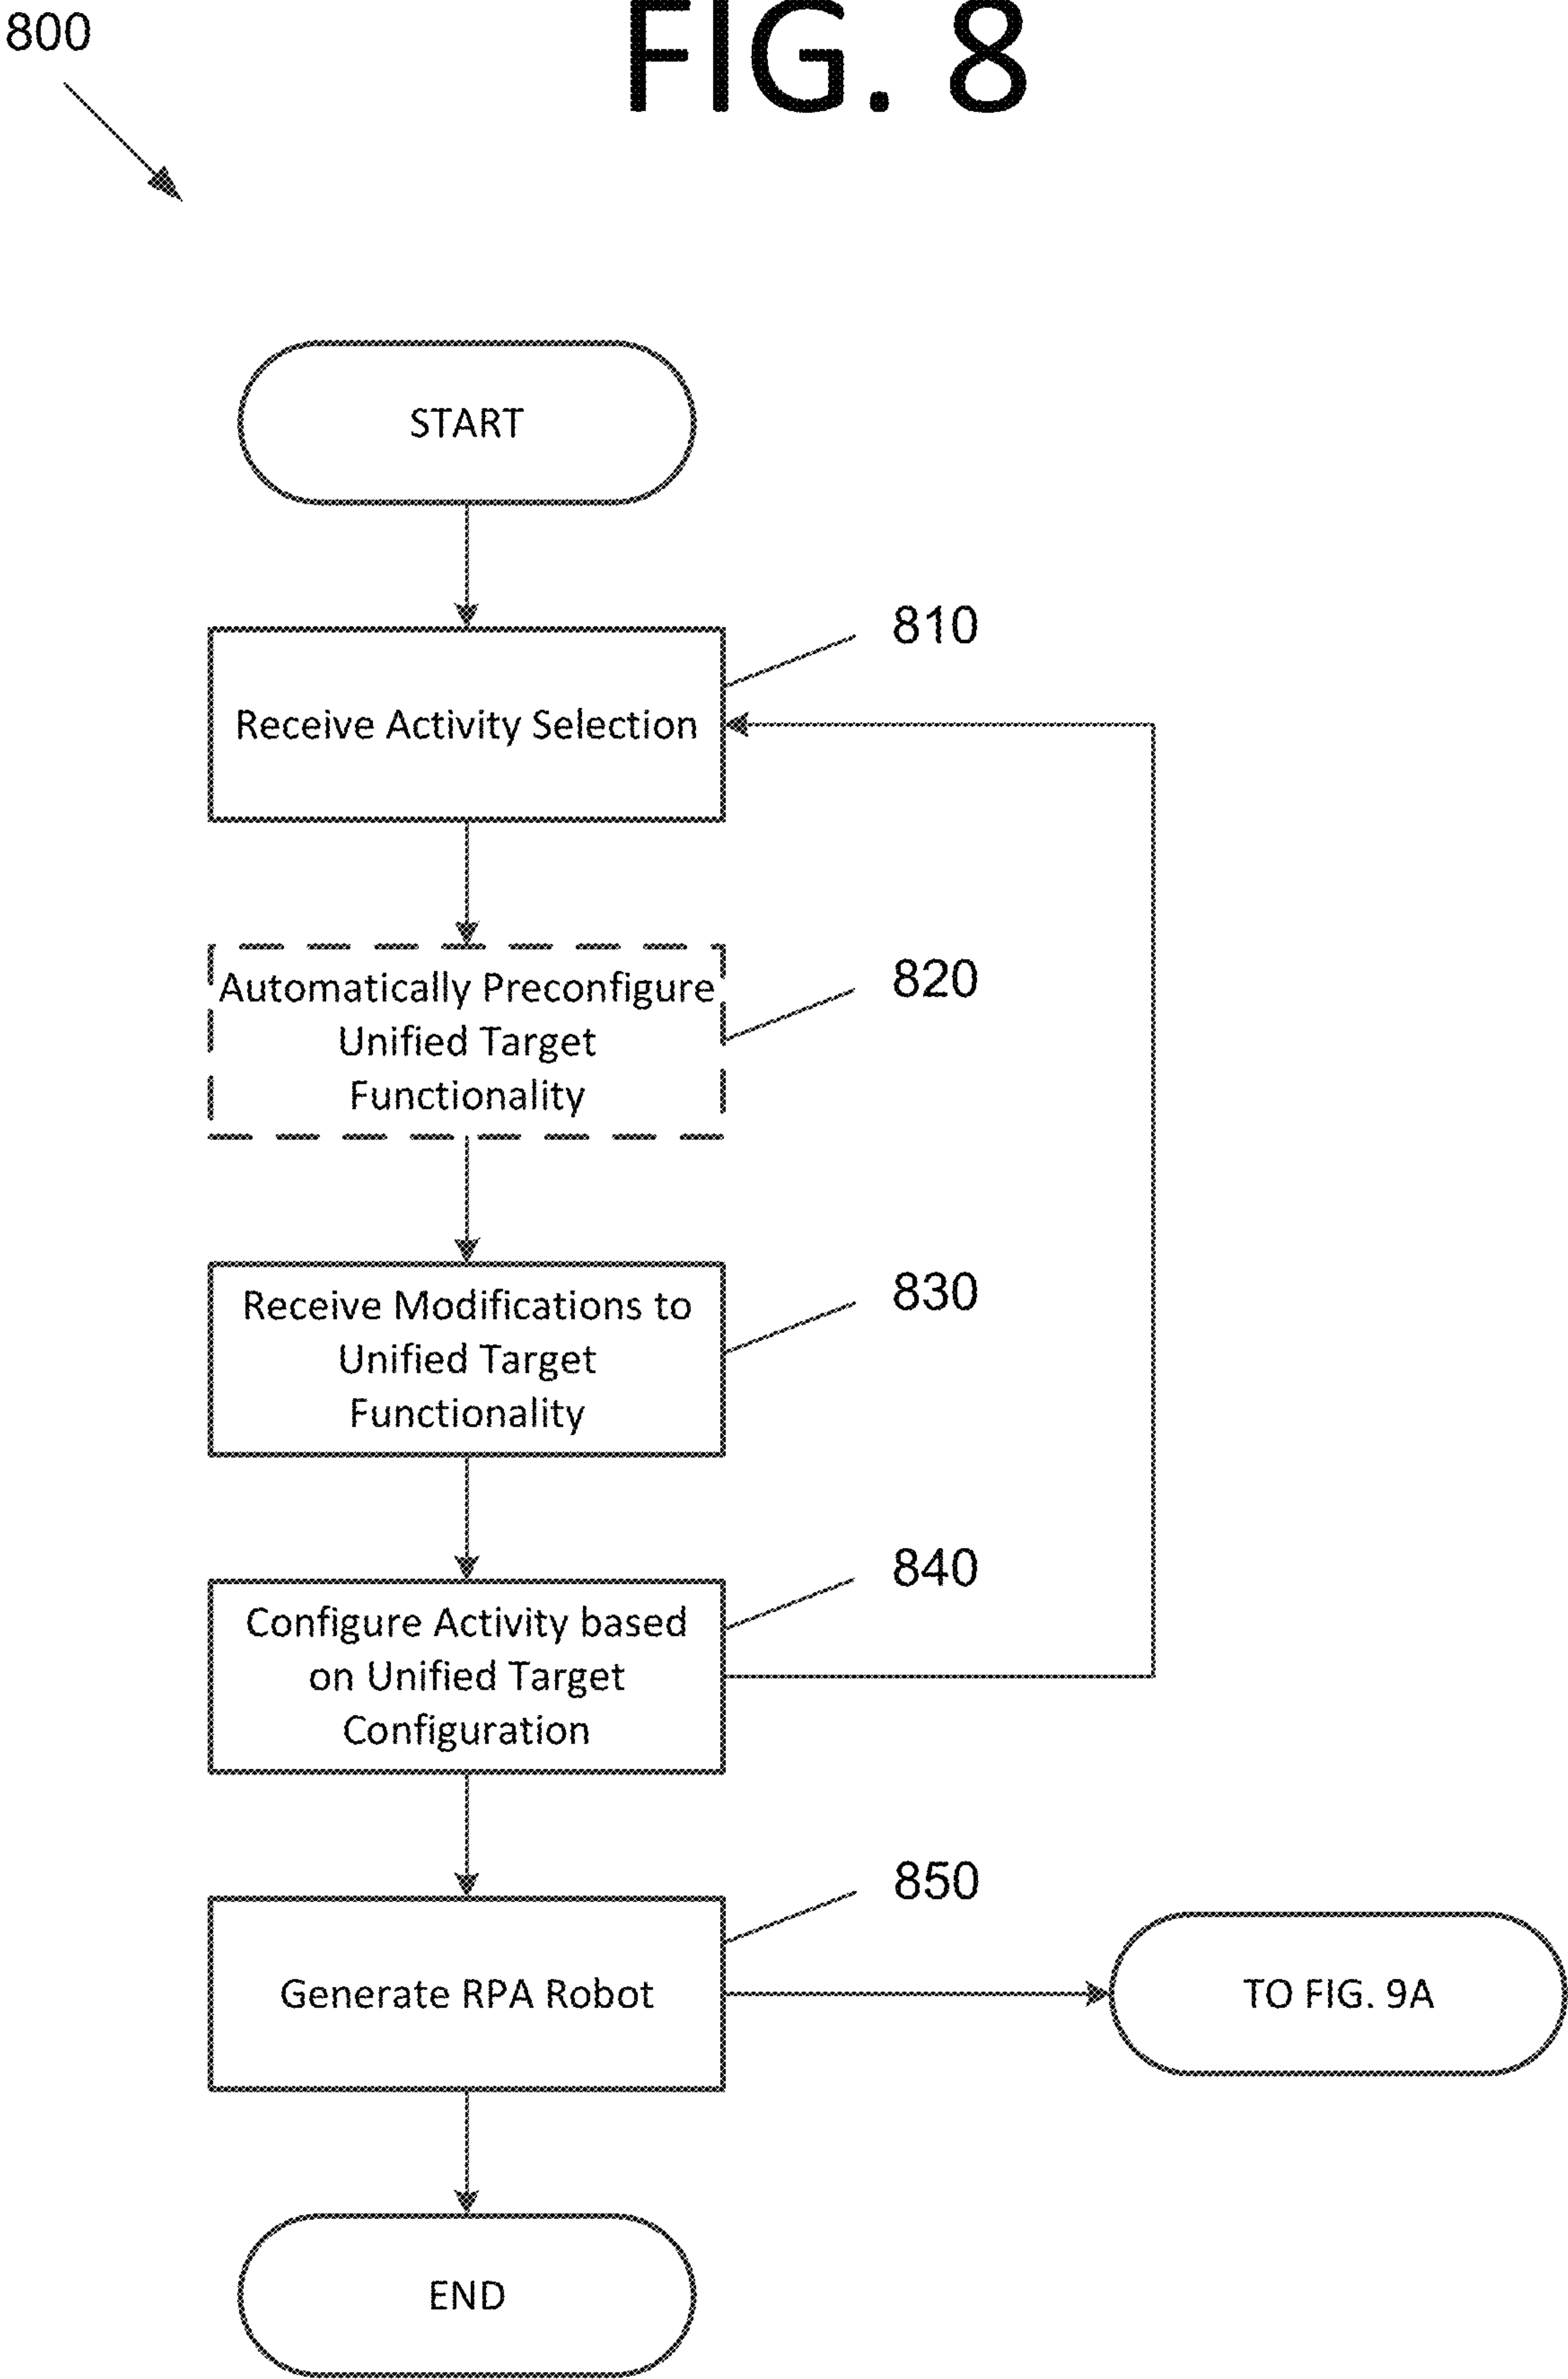 800
FIG. 8
START
810
Receive Activity Selection
820
Automatically Preconfigure
Unified Target
Functionality
830
Receive Modifications to
Unified Target
Functionality
840
Configure Activity based
on Unified Target
Configuration
850
Generate RPA Robot
TO FIG. 9A
END